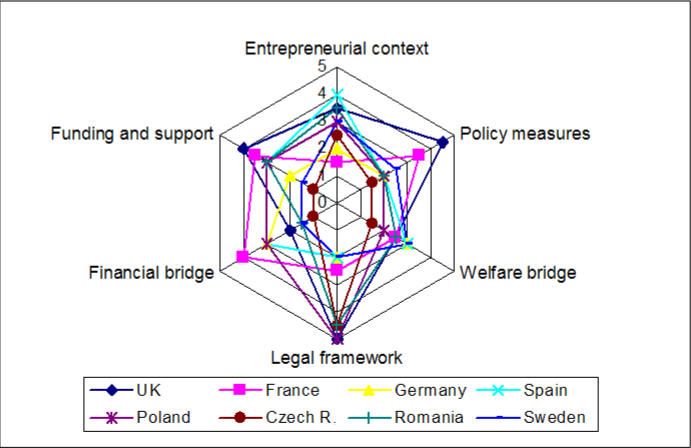 Entrepreneurial context
5
4
Funding and support
3
Policy measures
2
1
0
Financial bridge
Welfare bridge
Legal framework
UK France Germany Spain
Poland Czech R. Romania Sweden